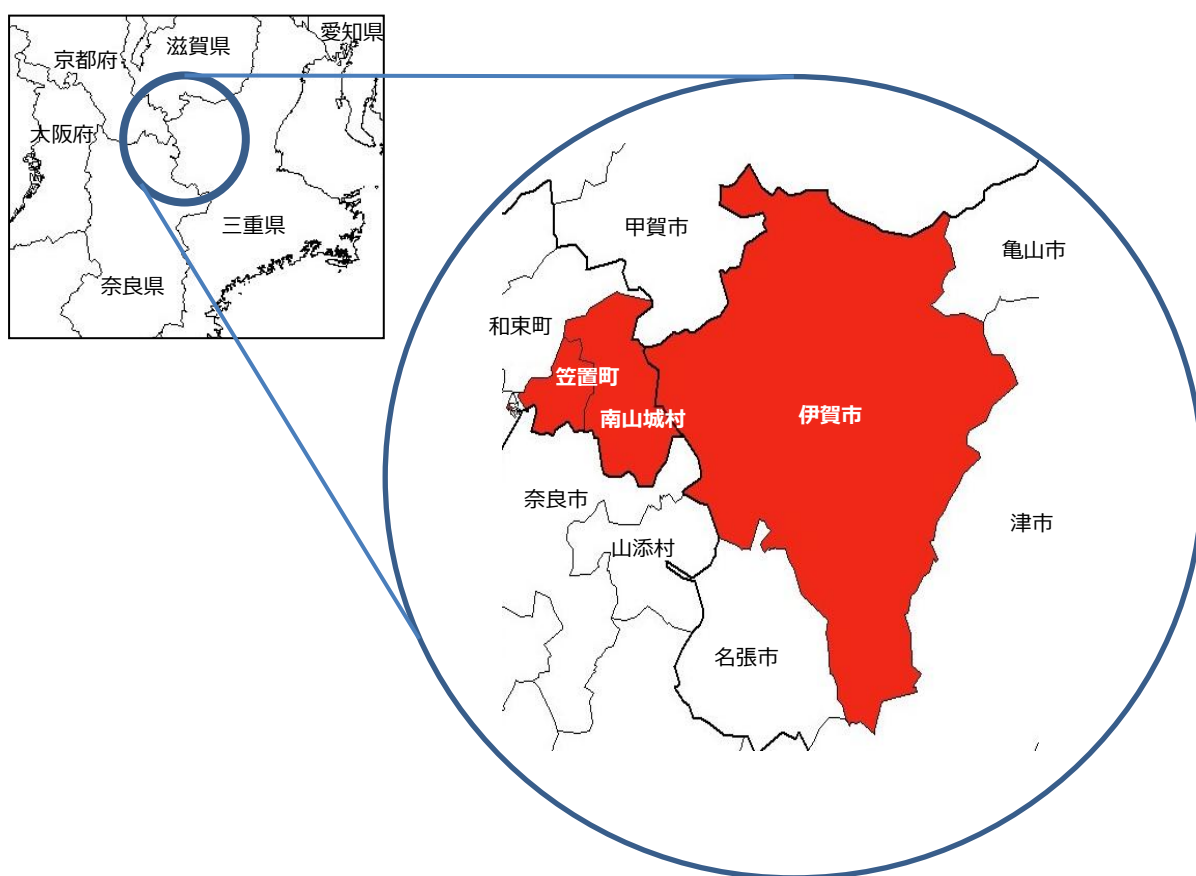 愛知県
滋賀県
京都府
大阪府
三重県
奈良県
甲賀市
亀山市
和束町
笠置町
南山城村
伊賀市
奈良市
津市
山添村
名張市